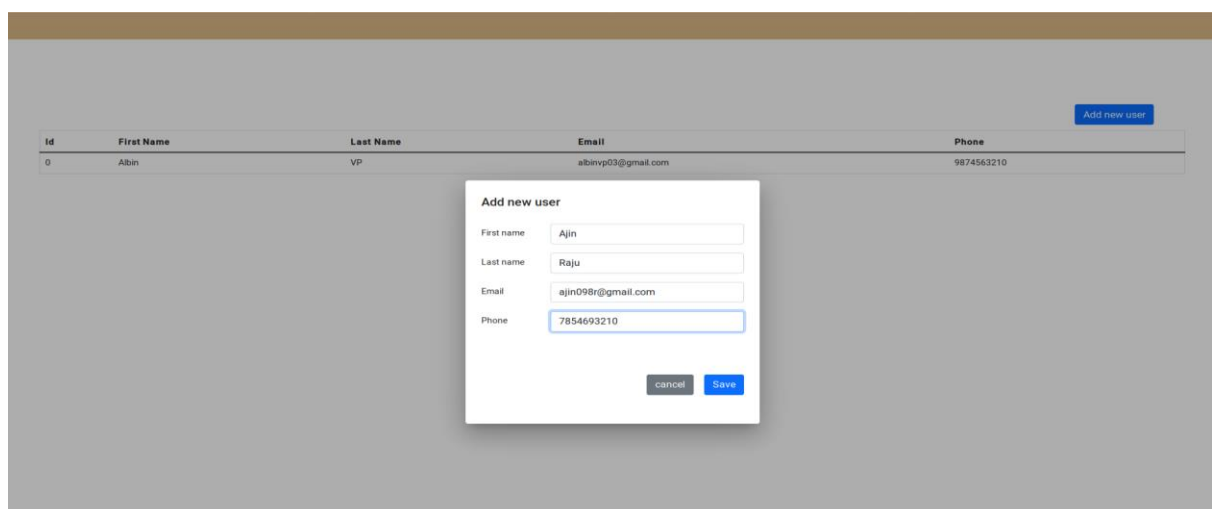 Add new user
Id First Name Last Name Email Phone
0 Albin VP albinvp03@gmail.com 9874563210
Add new user
First name Ajin
Last name Raju
Email ajin098r@gmail.com
Phone 7854693210
cancel Save